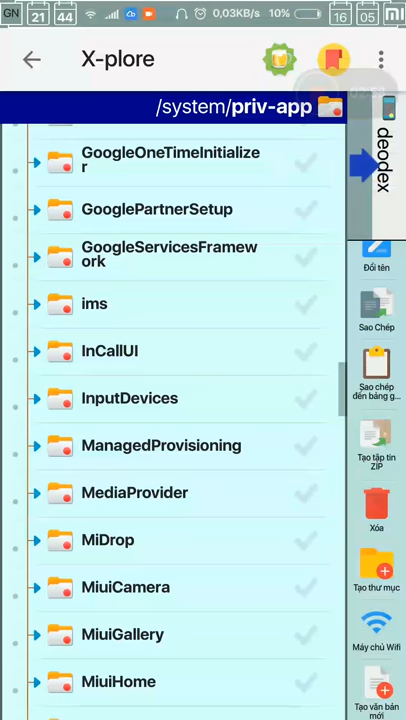 GN 21 44 0,03KB/s 10% 16 05 MI
X-plore
/system/priv-app
deodex
GoogleOneTimeInitialize
r
GooglePartnerSetup
GoogleServicesFramew
ork
Đổi tên
ims
Sao Chép
InCallUI
InputDevices
Sao chép
đến bảng g...
ManagedProvisioning
Tạo tập tin
ZIP
MediaProvider
Xóa
MiDrop
MiuiCamera
Tạo thư mục
MiuiGallery
Máy chủ Wifi
MiuiHome
Tạo văn bản
mới